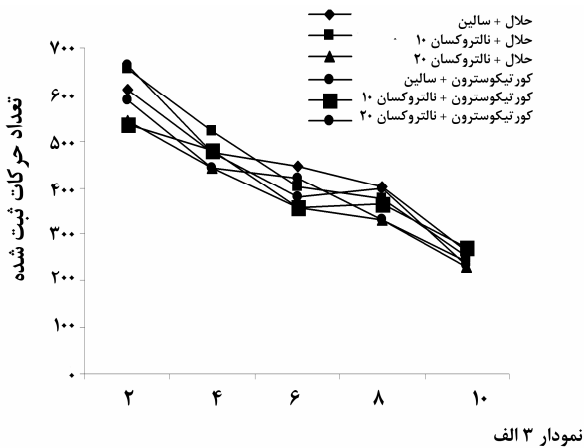 حلال + سالین
حلال + نالتروکسان ۱۰
حلال + نالتروکسان ۲۰
کورتیکوسترون + سالین
کورتیکوسترون + نالتروکسان ۱۰
کورتیکوسترون + نالتروکسان ۲۰
تعداد حرکات ثبت شده
۷۰۰
۶۰۰
۵۰۰
۴۰۰
۳۰۰
۲۰۰
۱۰۰
۰
۲ ۴ ۶ ۸ ۱۰
نمودار ۳ الف